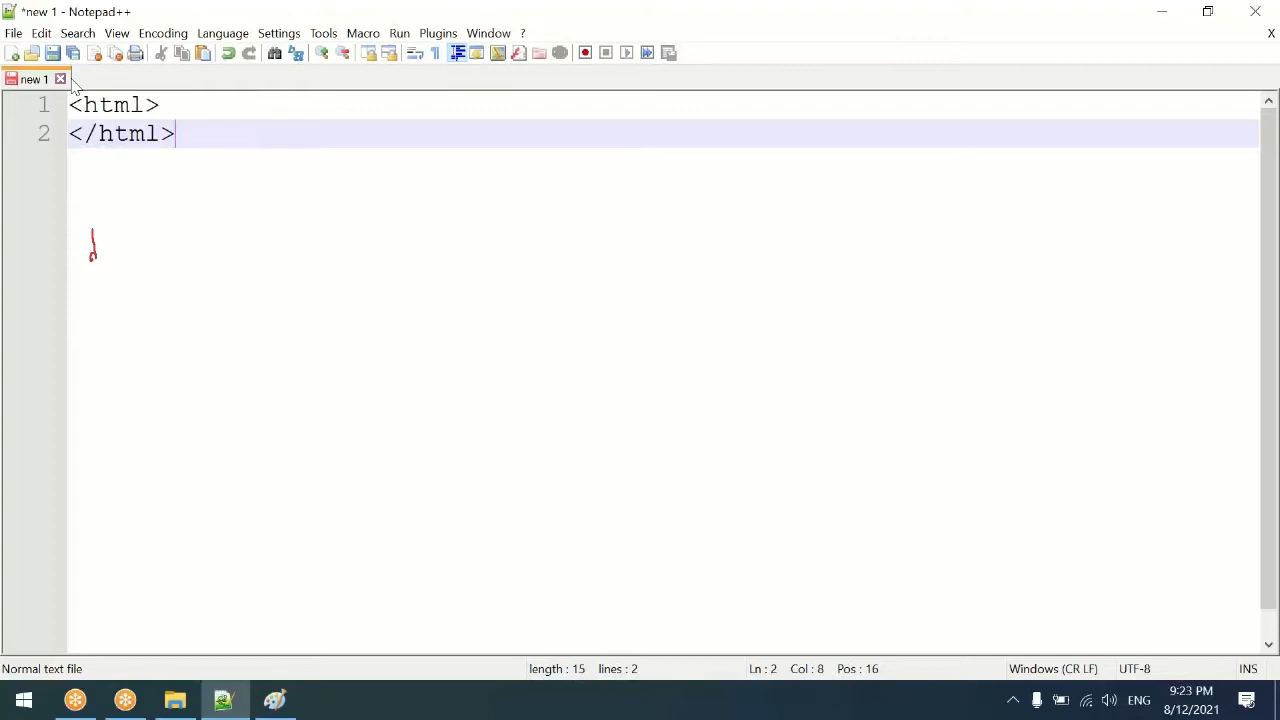 *new 1 - Notepad++
File Edit Search View Encoding Language Settings Tools Macro Run Plugins Window ? X
new 1
1 <html>
2 </html>
Normal text file length : 15 lines : 2 Ln : 2 Col : 8 Pos : 16 Windows (CR LF) UTF-8 INS
ENG 9:23 PM
8/12/2021